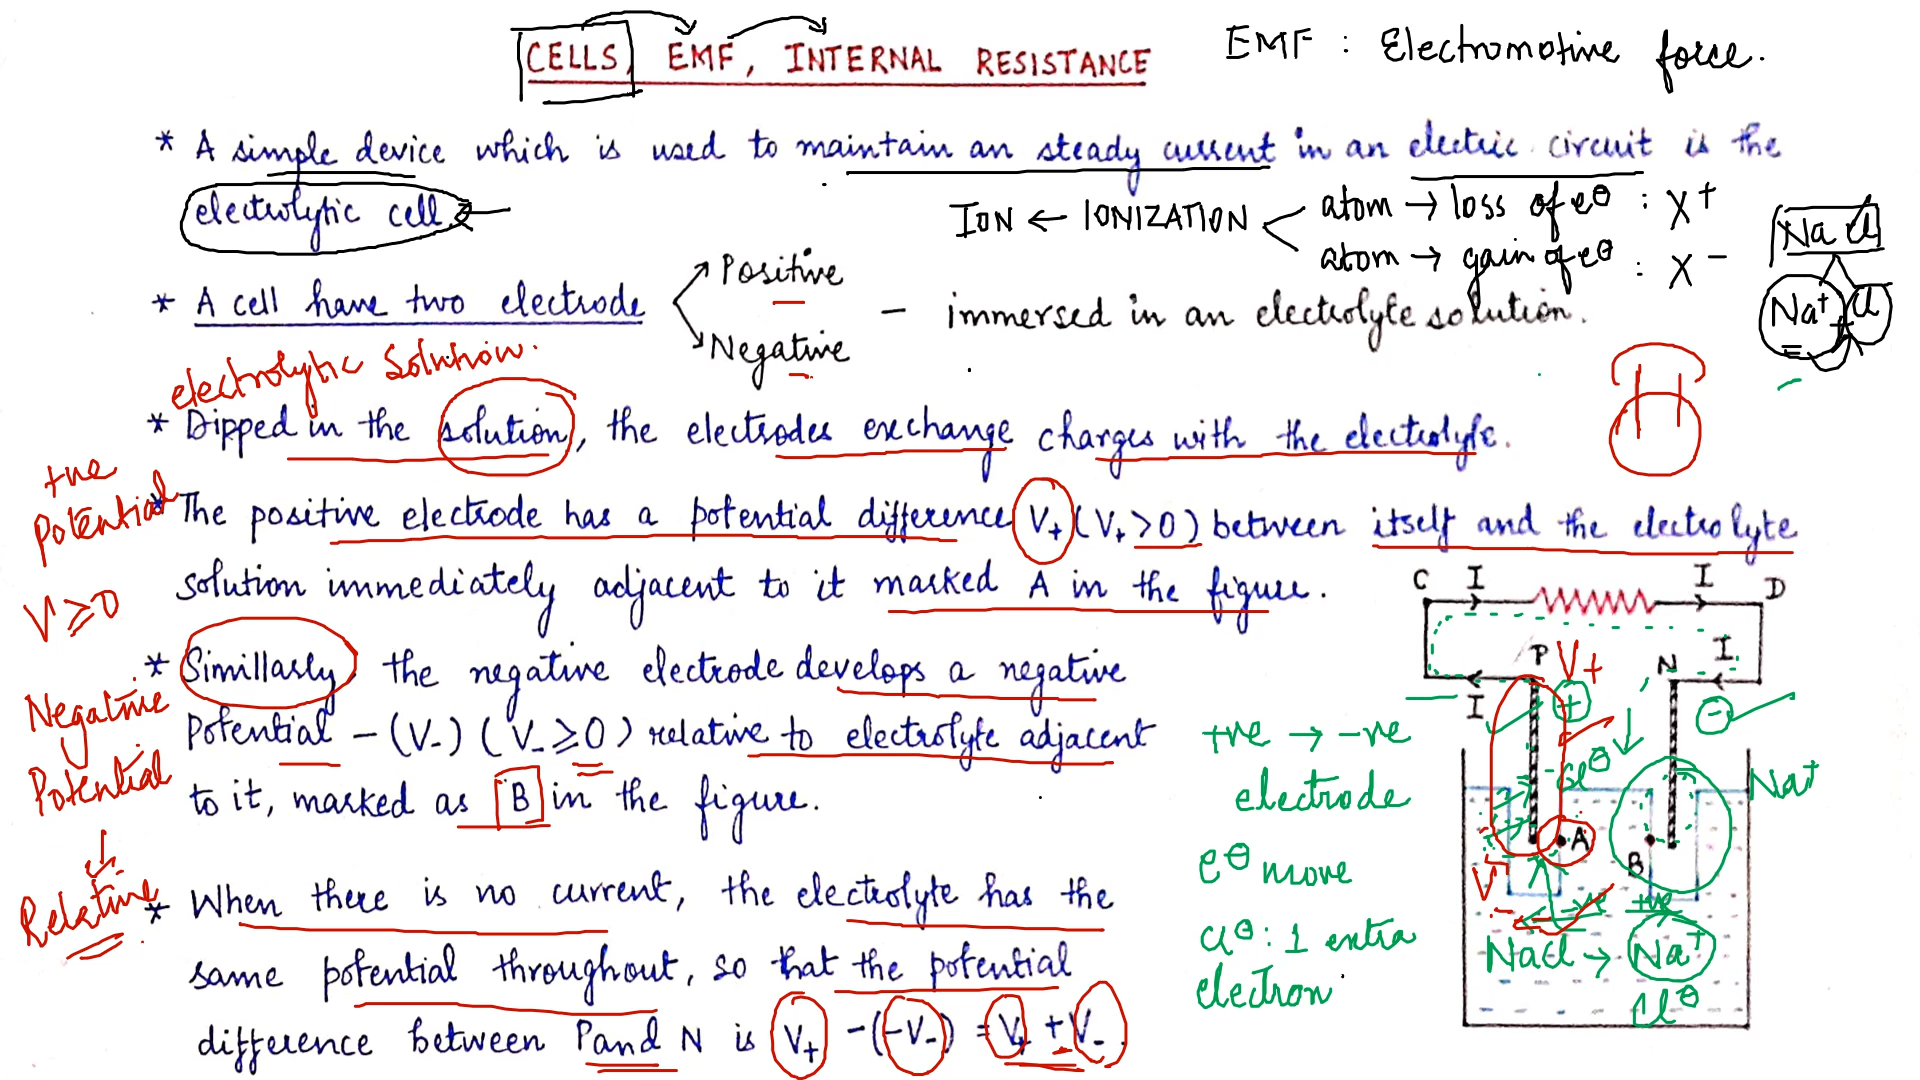 CELLS, EMF, INTERNAL RESISTANCE
EMF : Electromotive force.
* A simple device which is used to maintain an steady current in an electric circuit is the
electrolytic cell
ION ← IONIZATION
atom → loss of e⊖ : X⁺
atom → gain of e⊖ : X⁻
NaCl
Na⁺ Cl
* A cell have two electrode
Positive
Negative
- immersed in an electrolyte solution.
electrolytic Solution.
* Dipped in the solution, the electrodes exchange charges with the electrolyte.
+ve
Potential
V ≥ 0
* The positive electrode has a potential difference V₊ (V₊ > 0) between itself and the electrolyte
solution immediately adjacent to it marked A in the figure.
* Simillarly, the negative electrode develops a negative
Potential - (V₋) (V₋ ≥ 0) relative to electrolyte adjacent
to it, marked as B in the figure.
Negative
Potential
↓
Relative
* When there is no current, the electrolyte has the
same potential throughout, so that the potential
difference between P and N is V₊ - (-V₋) = V₊ + V₋
+ve → -ve
electrode
e⊖ move
Cl⊖ : 1 extra
electron
C I I D
P V+ N I
I + -
Cl⊖ Na⁺
A B
V-
-ve +ve
NaCl → Na⁺
Cl⊖